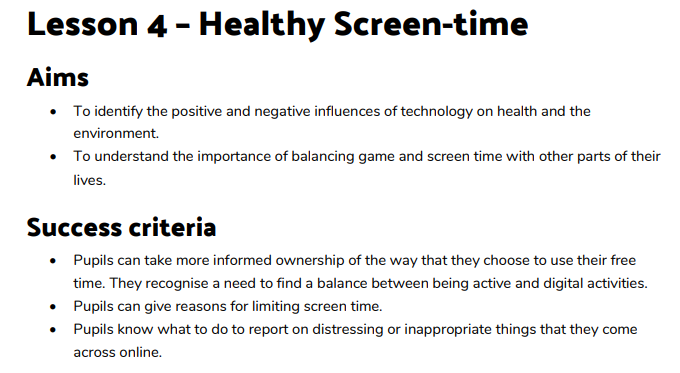 Lesson 4 – Healthy Screen-time
Aims
• To identify the positive and negative influences of technology on health and the
environment.
• To understand the importance of balancing game and screen time with other parts of their
lives.
Success criteria
• Pupils can take more informed ownership of the way that they choose to use their free
time. They recognise a need to find a balance between being active and digital activities.
• Pupils can give reasons for limiting screen time.
• Pupils know what to do to report on distressing or inappropriate things that they come
across online.